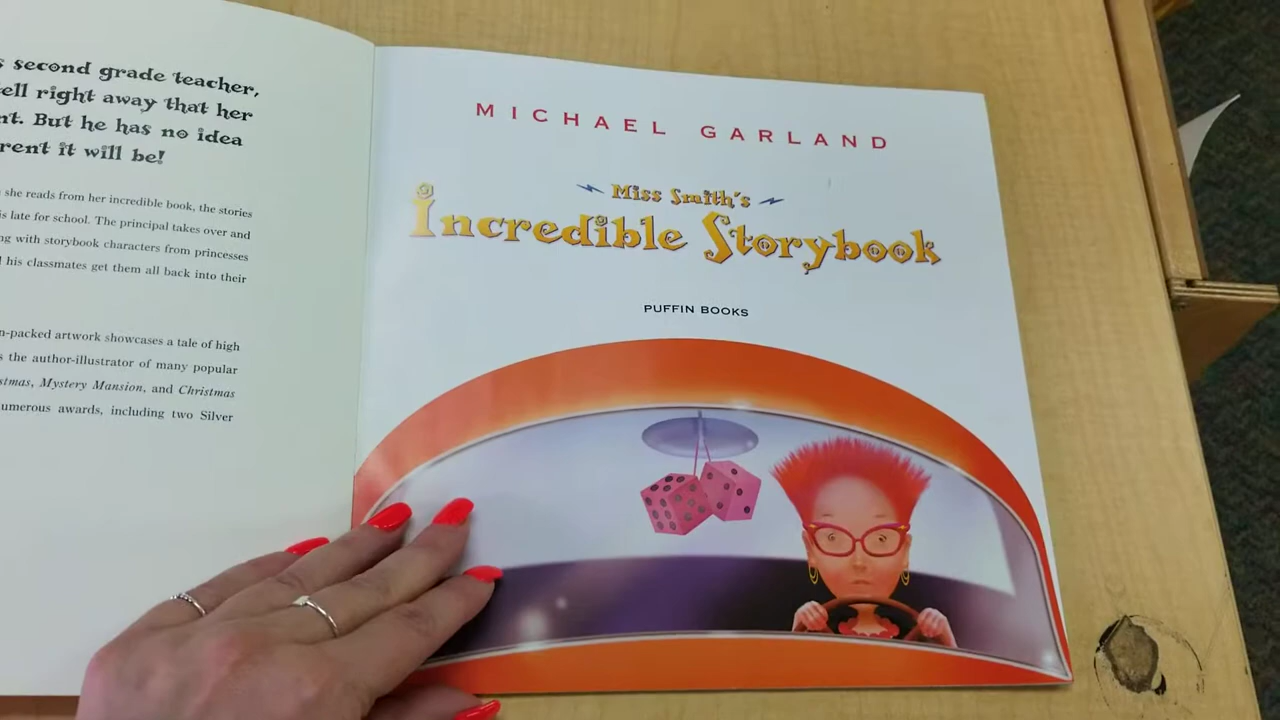 s second grade teacher,
ell right away that her
nt. But he has no idea
rent it will be!
she reads from her incredible book, the stories
is late for school. The principal takes over and
ng with storybook characters from princesses
his classmates get them all back into their
n-packed artwork showcases a tale of high
s the author-illustrator of many popular
stmas, Mystery Mansion, and Christmas
umerous awards, including two Silver
MICHAEL GARLAND
Miss Smith's
Incredible Storybook
PUFFIN BOOKS